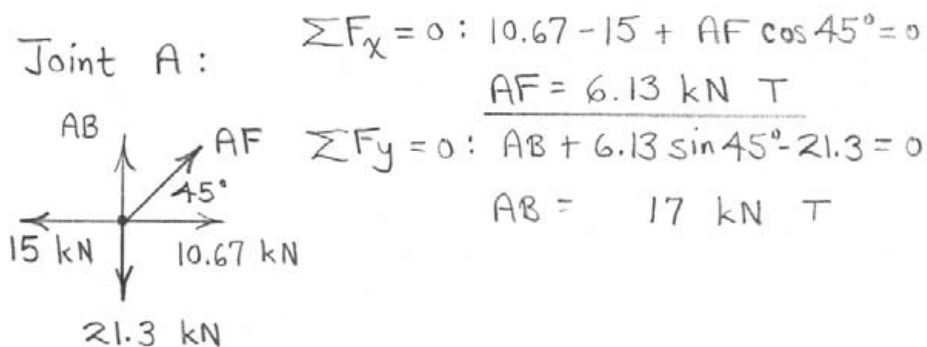 Joint A:
ΣFx = 0: 10.67 - 15 + AF cos 45° = 0
AF = 6.13 kN T
ΣFy = 0: AB + 6.13 sin 45° - 21.3 = 0
AB = 17 kN T
AB
AF
45°
15 kN
10.67 kN
21.3 kN